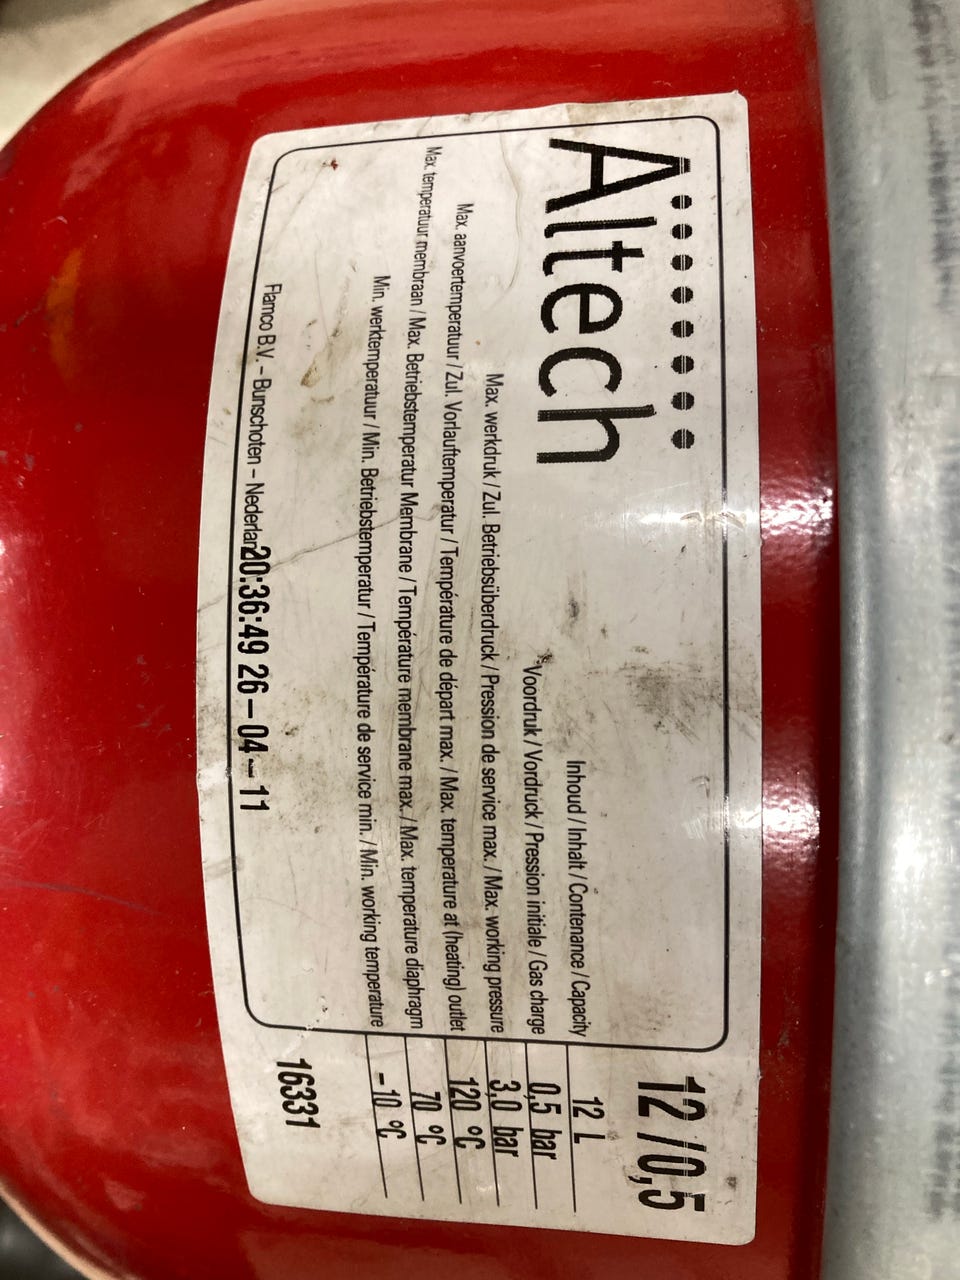 Altech
12 /0,5
Inhoud / Inhalt / Contenance / Capacity 12 L
Voordruk / Vordruck / Pression initiale / Gas charge 0,5 bar
Max. werkdruk / Zul. Betriebsüberdruck / Pression de service max. / Max. working pressure 3,0 bar
Max. aanvoertemperatuur / Zul. Vorlauftemperatur / Température de départ max. / Max. temperature at (heating) outlet 120 °C
Max. temperatuur membraan / Max. Betriebstemperatur Membrane / Température membrane max. / Max. temperature diaphragm 70 °C
Min. werktemperatuur / Min. Betriebstemperatur / Température de service min. / Min. working temperature -10 °C
Flamco B.V. - Bunschoten - Nederlan 20:36:49 26-04-11
16331